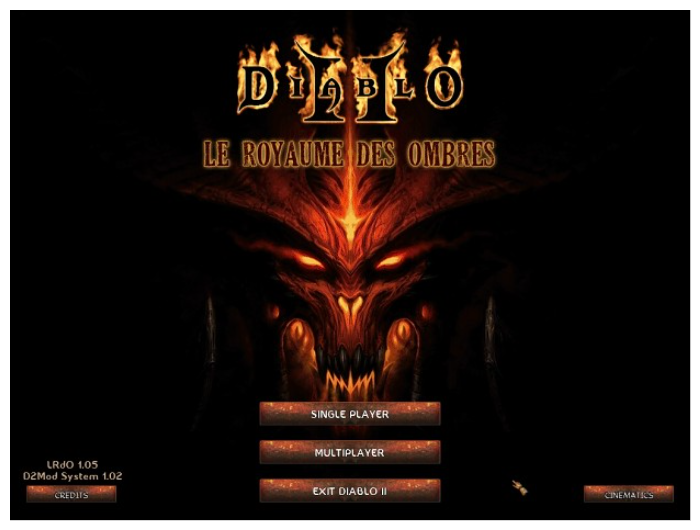 DIABLO
II
LE ROYAUME DES OMBRES
SINGLE PLAYER
MULTIPLAYER
LRdO 1.05
D2Mod System 1.02
CREDITS
EXIT DIABLO II
CINEMATICS